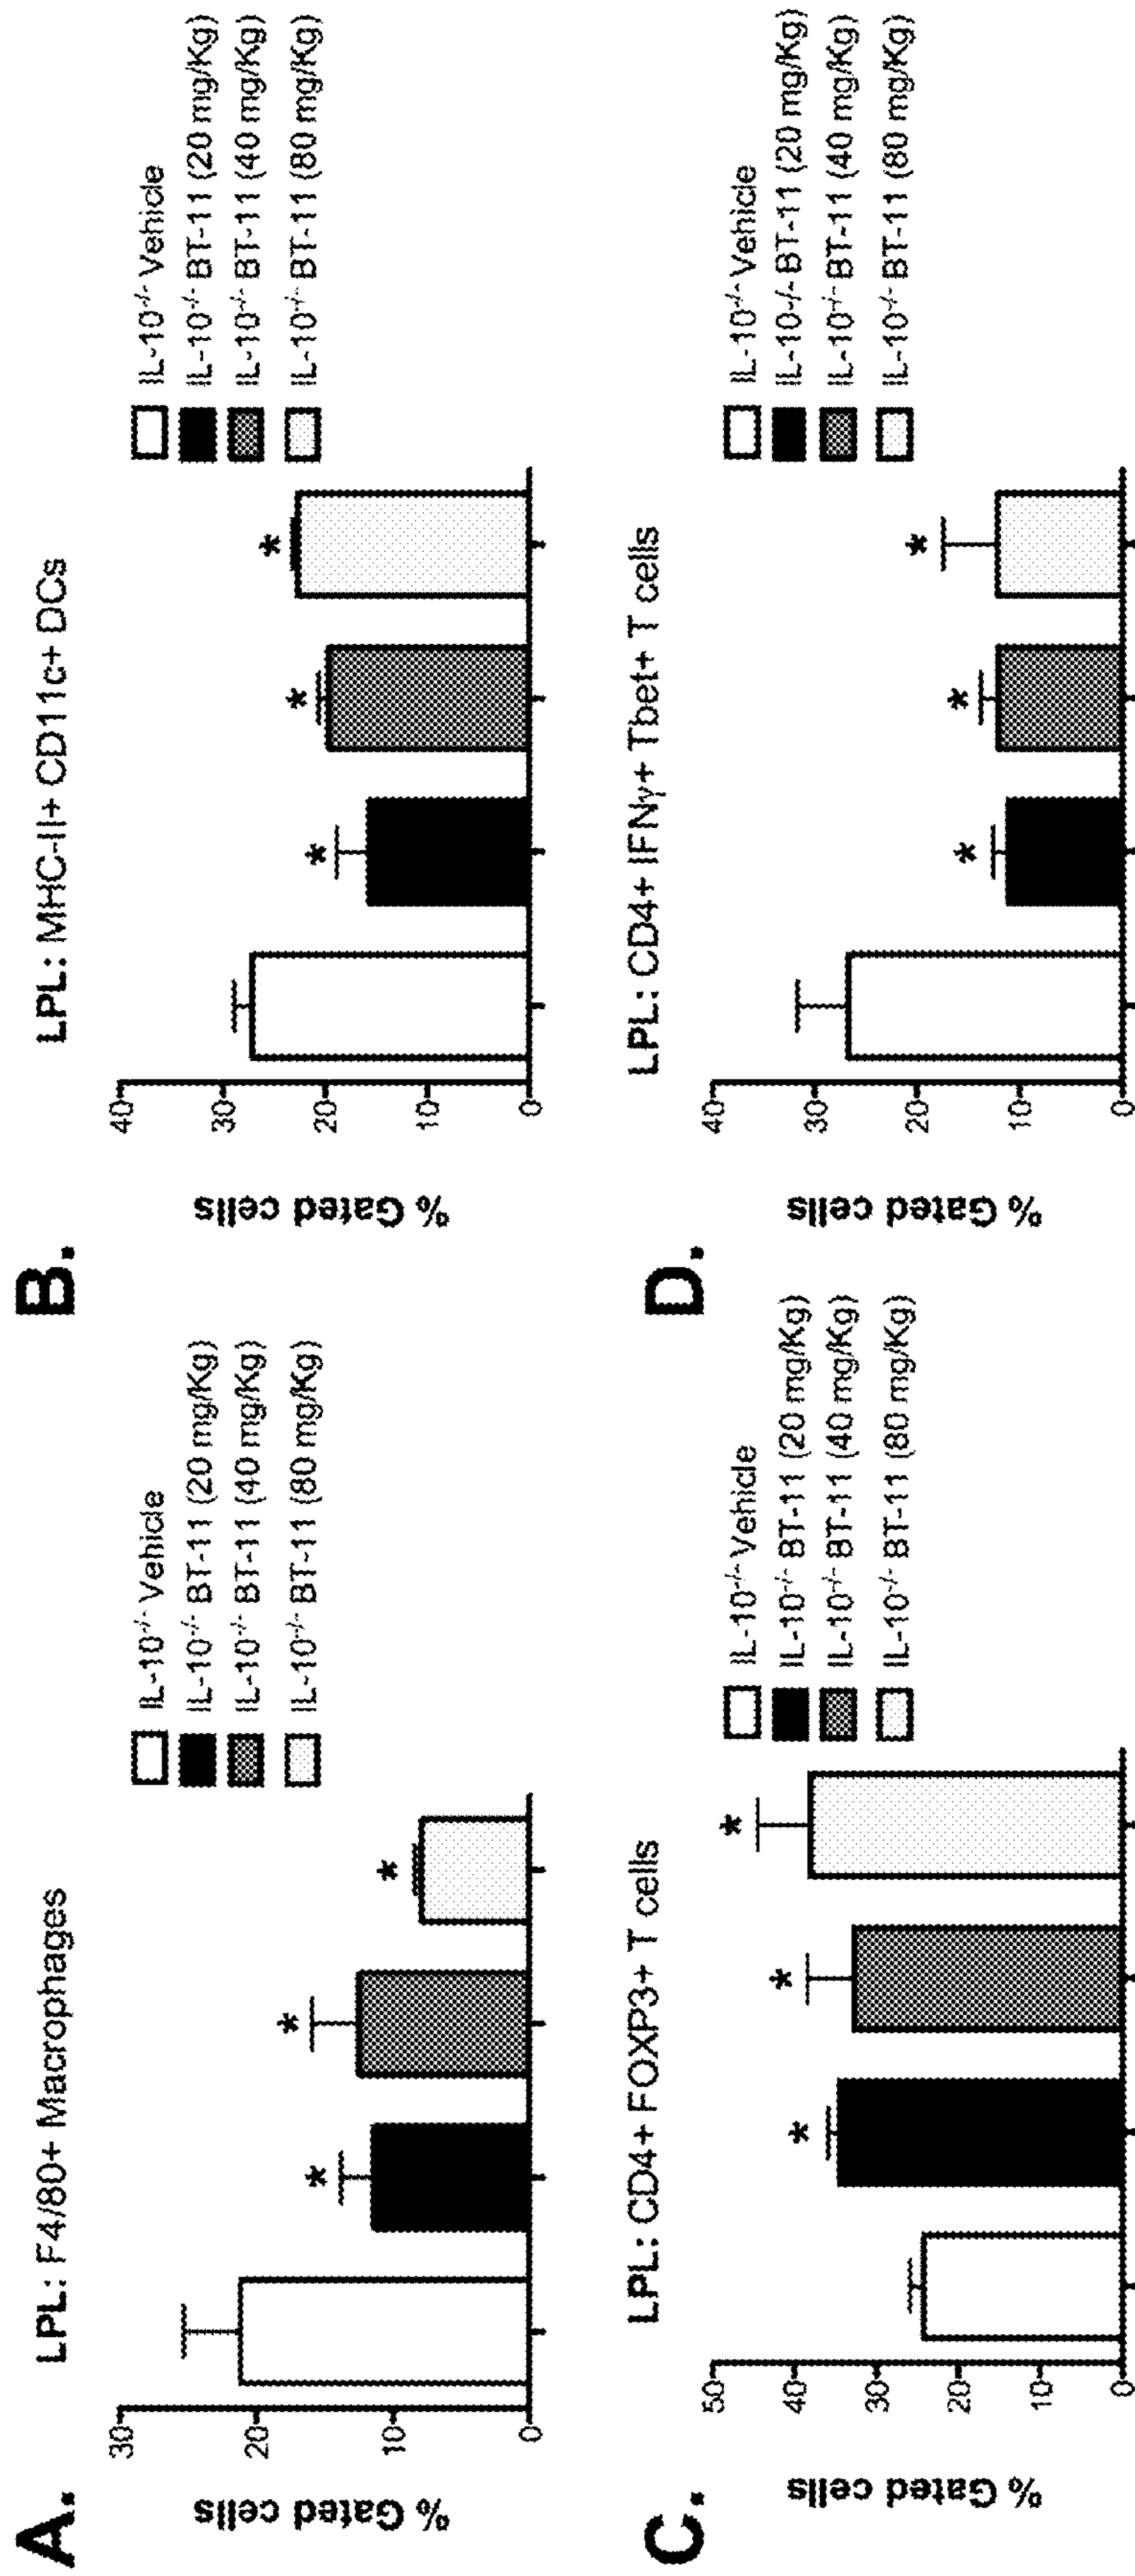 A.
LPL: F4/80+ Macrophages
% Gated cells
30
20
10
0
*
*
*
IL-10-/- Vehicle
IL-10-/- BT-11 (20 mg/Kg)
IL-10-/- BT-11 (40 mg/Kg)
IL-10-/- BT-11 (80 mg/Kg)
B.
LPL: MHC-II+ CD11c+ DCs
% Gated cells
40
30
20
10
0
*
*
*
IL-10-/- Vehicle
IL-10-/- BT-11 (20 mg/Kg)
IL-10-/- BT-11 (40 mg/Kg)
IL-10-/- BT-11 (80 mg/Kg)
C.
LPL: CD4+ FOXP3+ T cells
% Gated cells
50
40
30
20
10
0
*
*
*
IL-10-/- Vehicle
IL-10-/- BT-11 (20 mg/Kg)
IL-10-/- BT-11 (40 mg/Kg)
IL-10-/- BT-11 (80 mg/Kg)
D.
LPL: CD4+ IFNγ+ Tbet+ T cells
% Gated cells
40
30
20
10
0
*
*
*
IL-10-/- Vehicle
IL-10-/- BT-11 (20 mg/Kg)
IL-10-/- BT-11 (40 mg/Kg)
IL-10-/- BT-11 (80 mg/Kg)